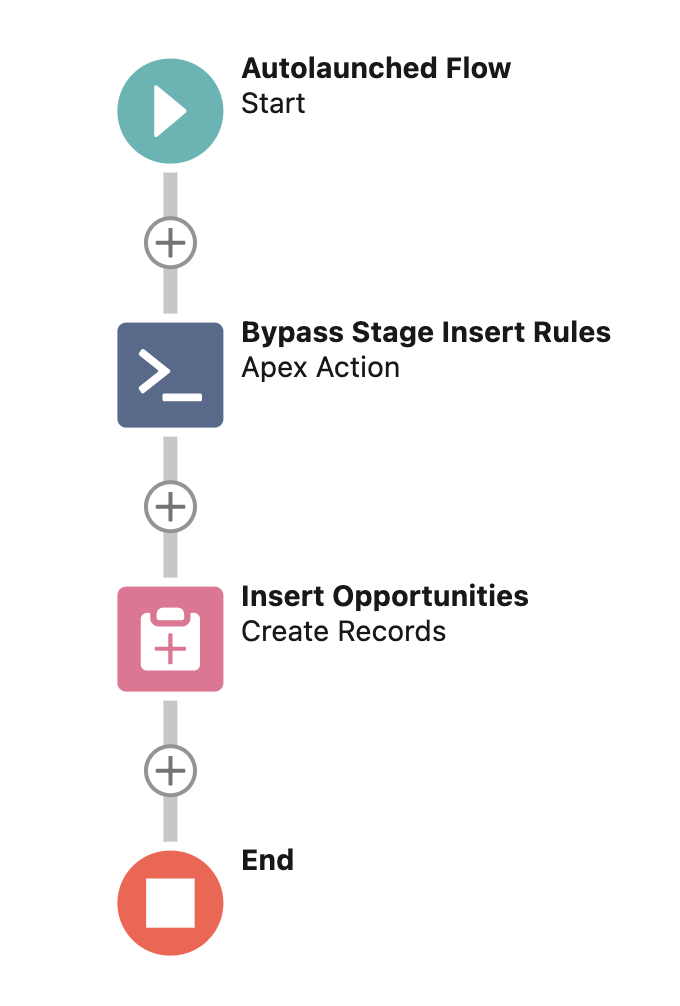 Autolaunched Flow
Start
Bypass Stage Insert Rules
Apex Action
Insert Opportunities
Create Records
End